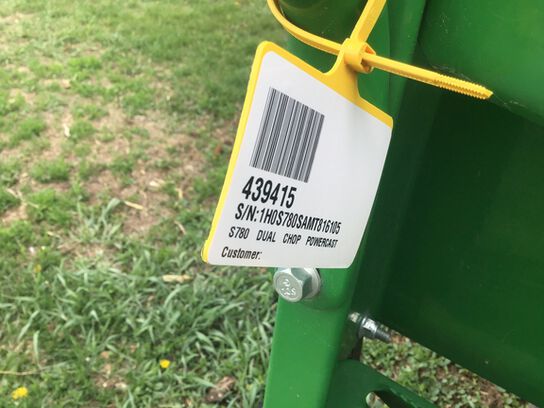 439415
S/N:1H0S780SAMT816105
S780 DUAL CHOP POWERCAST
Customer: